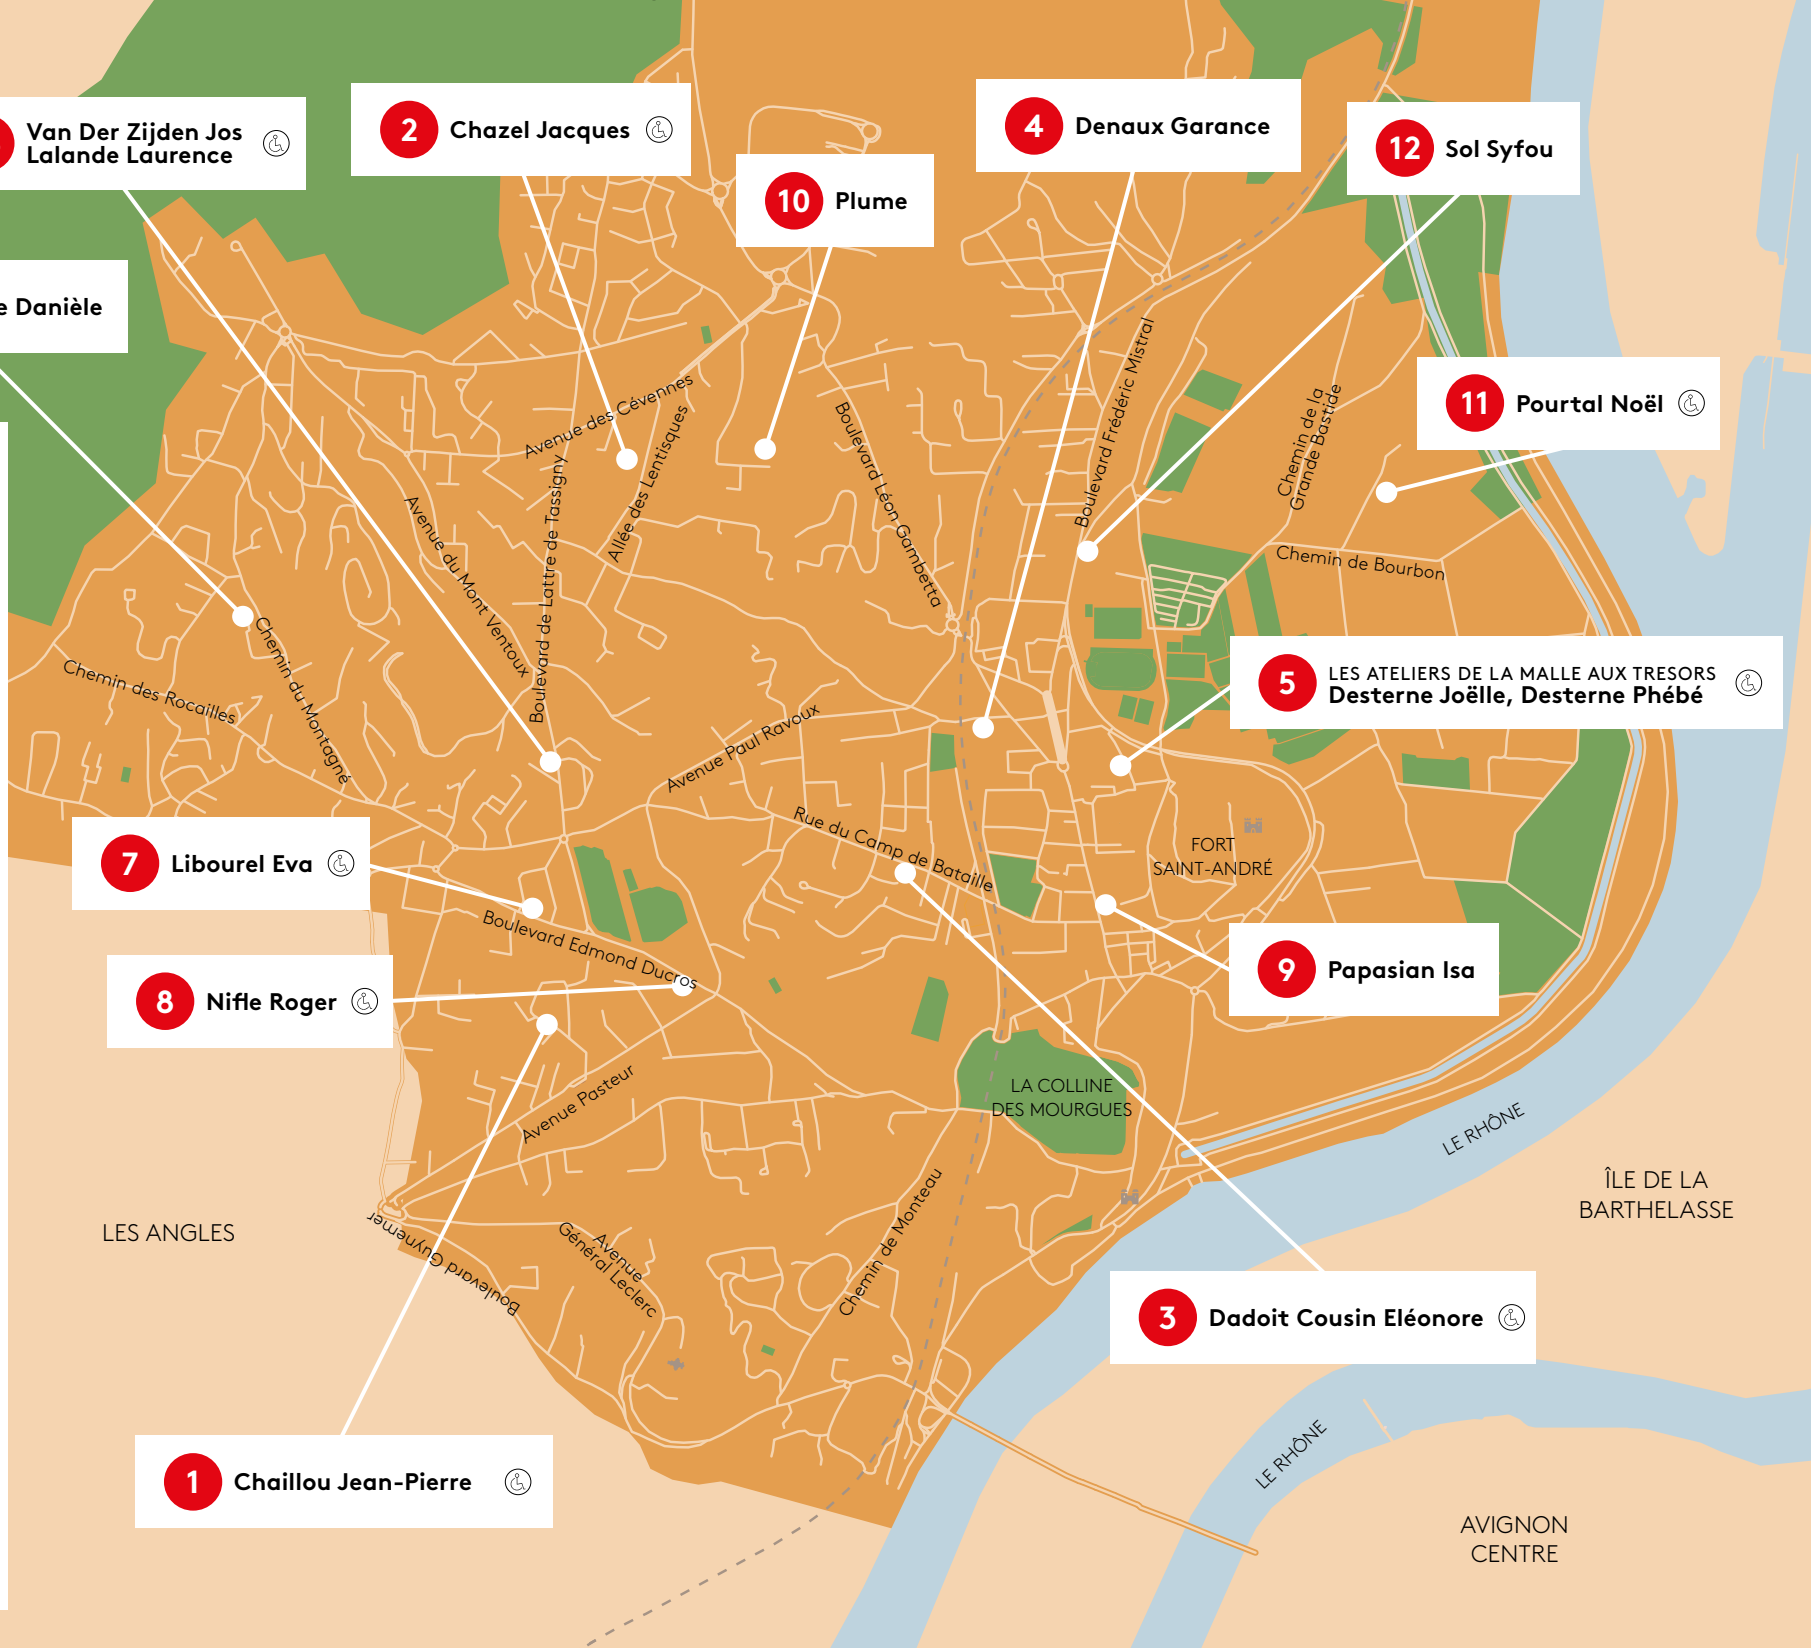 Van Der Zijden Jos
Lalande Laurence
2 Chazel Jacques
10 Plume
4 Denaux Garance
12 Sol Syfou
e Danièle
11 Pourtal Noël
5 LES ATELIERS DE LA MALLE AUX TRESORS
Desterne Joëlle, Desterne Phébé
7 Libourel Eva
8 Nifle Roger
9 Papasian Isa
3 Dadoit Cousin Eléonore
1 Chaillou Jean-Pierre
Avenue des Cévennes
Allée des Lentisques
Boulevard de Lattre de Tassigny
Avenue du Mont Ventoux
Boulevard Léon Gambetta
Boulevard Frédéric Mistral
Chemin de la
Grande Bastide
Chemin de Bourbon
Chemin des Rocailles
Chemin du Montagné
Avenue Paul Ravoux
Rue du Camp de Bataille
FORT
SAINT-ANDRÉ
Boulevard Edmond Ducros
Avenue Pasteur
LA COLLINE
DES MOURGUES
LE RHÔNE
ÎLE DE LA
BARTHELASSE
LES ANGLES
Boulevard Guynemer
Avenue
Général Leclerc
Chemin de Monteau
LE RHÔNE
AVIGNON
CENTRE